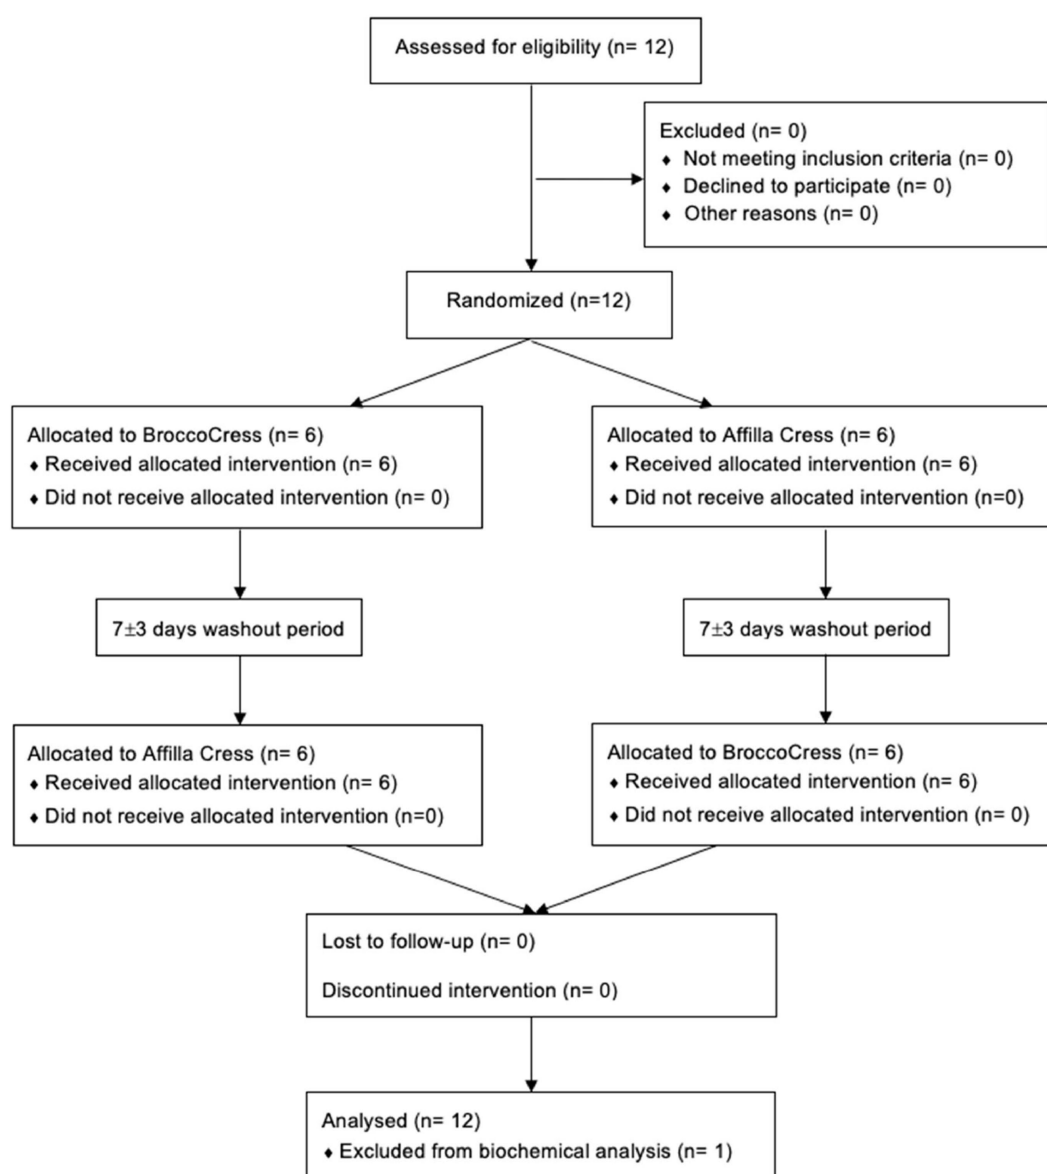 Assessed for eligibility (n= 12)
Excluded (n= 0)
♦ Not meeting inclusion criteria (n= 0)
♦ Declined to participate (n= 0)
♦ Other reasons (n= 0)
Randomized (n=12)
Allocated to BroccoCress (n= 6)
♦ Received allocated intervention (n= 6)
♦ Did not receive allocated intervention (n= 0)
Allocated to Affilla Cress (n= 6)
♦ Received allocated intervention (n= 6)
♦ Did not receive allocated intervention (n=0)
7±3 days washout period
7±3 days washout period
Allocated to Affilla Cress (n= 6)
♦ Received allocated intervention (n= 6)
♦ Did not receive allocated intervention (n=0)
Allocated to BroccoCress (n= 6)
♦ Received allocated intervention (n= 6)
♦ Did not receive allocated intervention (n= 0)
Lost to follow-up (n= 0)
Discontinued intervention (n= 0)
Analysed (n= 12)
♦ Excluded from biochemical analysis (n= 1)